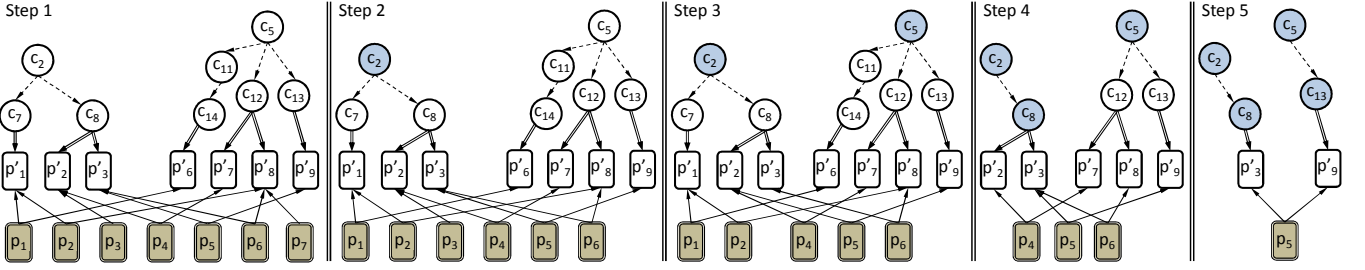 Step 1
Step 2
Step 3
Step 4
Step 5
c5
c5
c5
c5
c5
c2
c2
c2
c2
c2
c11
c11
c11
c12
c13
c12
c13
c12
c13
c12
c13
c13
c7
c8
c14
c7
c8
c14
c7
c8
c14
c8
c8
p'1
p'2
p'3
p'6
p'7
p'8
p'9
p'1
p'2
p'3
p'6
p'7
p'8
p'9
p'1
p'2
p'3
p'6
p'7
p'8
p'9
p'2
p'3
p'7
p'8
p'9
p'3
p'9
p1
p2
p3
p4
p5
p6
p7
p1
p2
p3
p4
p5
p6
p1
p2
p4
p5
p6
p4
p5
p6
p5